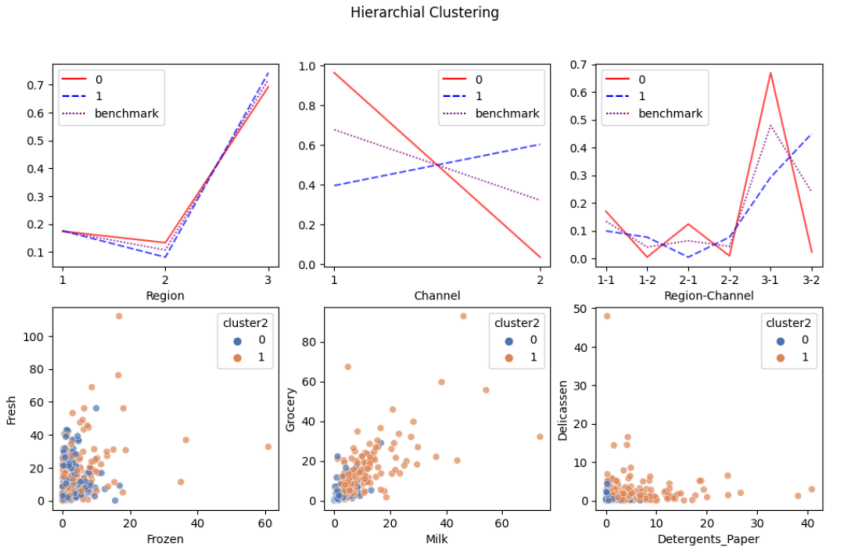 Hierarchial Clustering
0
1
benchmark
0.7
0.6
0.5
0.4
0.3
0.2
0.1
1 2 3
Region
0
1
benchmark
1.0
0.8
0.6
0.4
0.2
0.0
1 2
Channel
0
1
benchmark
0.7
0.6
0.5
0.4
0.3
0.2
0.1
0.0
1-1 1-2 2-1 2-2 3-1 3-2
Region-Channel
cluster2
0
1
Fresh
100
80
60
40
20
0
0 20 40 60
Frozen
cluster2
0
1
Grocery
80
60
40
20
0
0 20 40 60
Milk
cluster2
0
1
Delicassen
50
40
30
20
10
0
0 10 20 30 40
Detergents_Paper